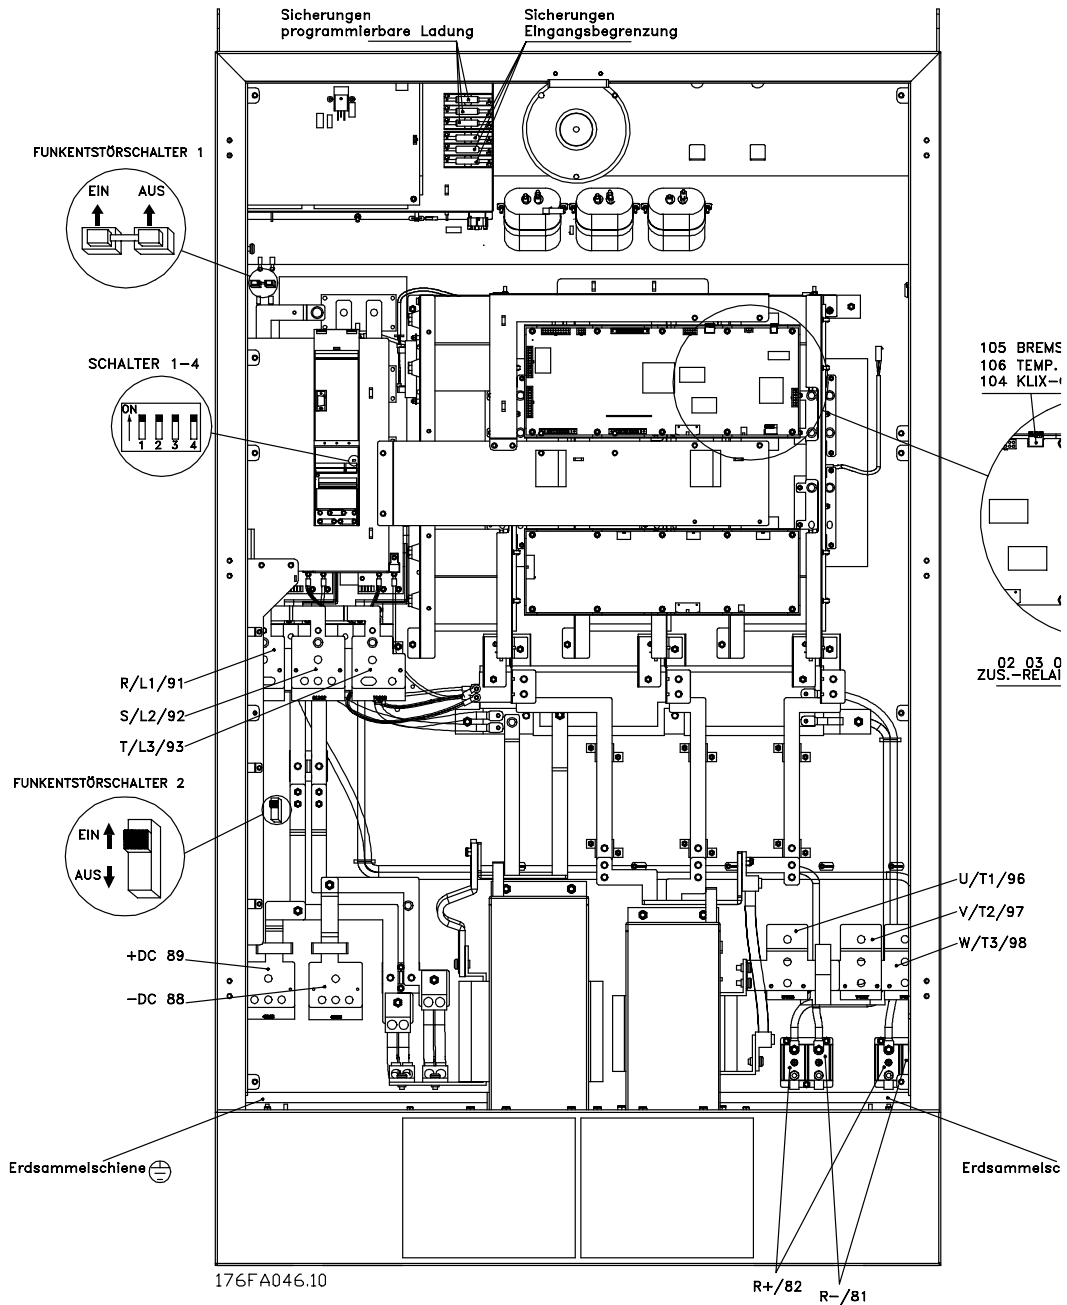 Sicherungen
programmierbare Ladung
Sicherungen
Eingangsbegrenzung
FUNKENTSTÖRSCHALTER 1
EIN AUS
SCHALTER 1-4
ON
1 2 3 4
105 BREMS
106 TEMP.
104 KLIX-
02 03 0
ZUS.-RELAI
R/L1/91
S/L2/92
T/L3/93
FUNKENTSTÖRSCHALTER 2
EIN
AUS
U/T1/96
V/T2/97
W/T3/98
+DC 89
-DC 88
Erdsammelschiene
Erdsammelsc
176FA046.10
R+/82
R-/81